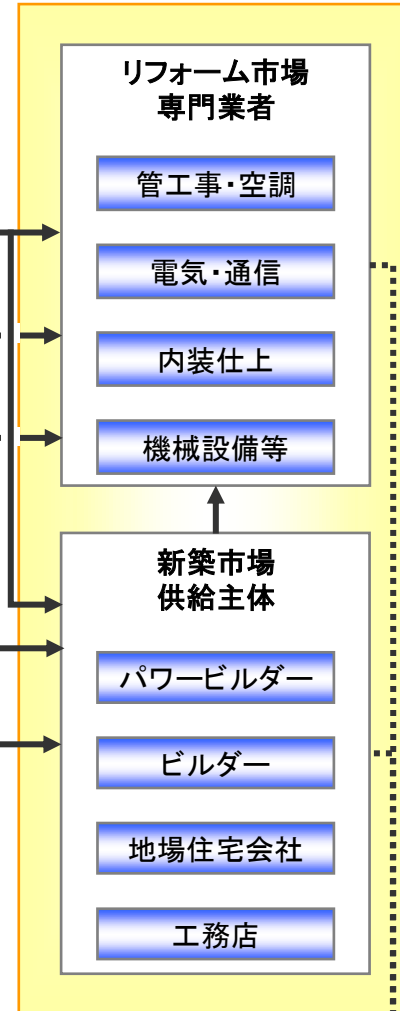 リフォーム市場
専門業者
管工事・空調
電気・通信
内装仕上
機械設備等
新築市場
供給主体
パワービルダー
ビルダー
地場住宅会社
工務店